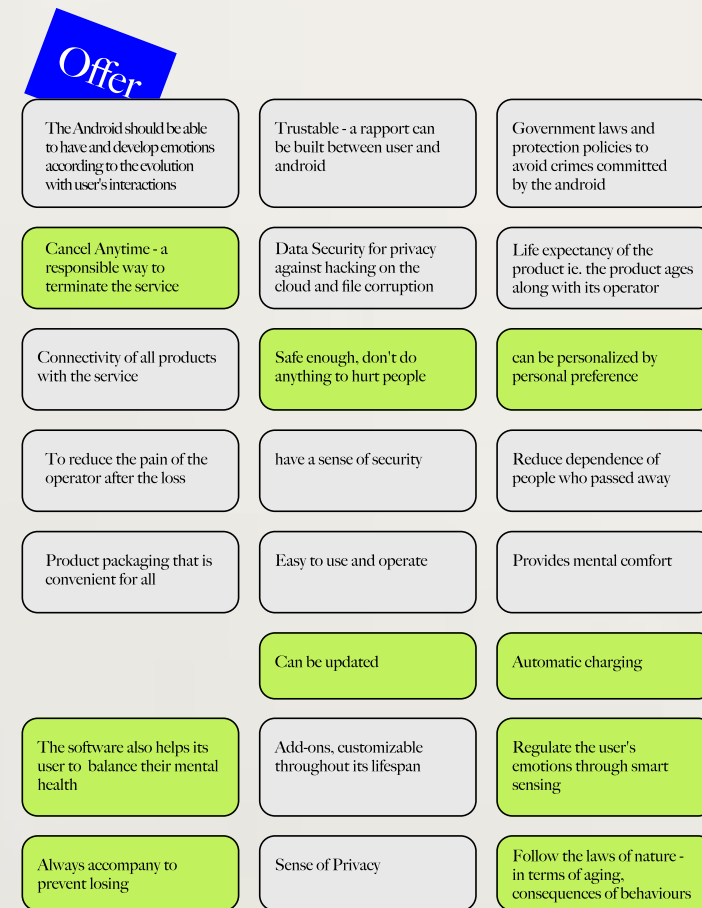 Offer
The Android should be able
to have and develop emotions
according to the evolution
with user's interactions
Trustable - a rapport can
be built between user and
android
Government laws and
protection policies to
avoid crimes committed
by the android
Cancel Anytime - a
responsible way to
terminate the service
Data Security for privacy
against hacking on the
cloud and file corruption
Life expectancy of the
product ie. the product ages
along with its operator
Connectivity of all products
with the service
Safe enough, don't do
anything to hurt people
can be personalized by
personal preference
To reduce the pain of the
operator after the loss
have a sense of security
Reduce dependence of
people who passed away
Product packaging that is
convenient for all
Easy to use and operate
Provides mental comfort
Can be updated
Automatic charging
The software also helps its
user to balance their mental
health
Add-ons, customizable
throughout its lifespan
Regulate the user's
emotions through smart
sensing
Always accompany to
prevent losing
Sense of Privacy
Follow the laws of nature -
in terms of aging,
consequences of behaviours